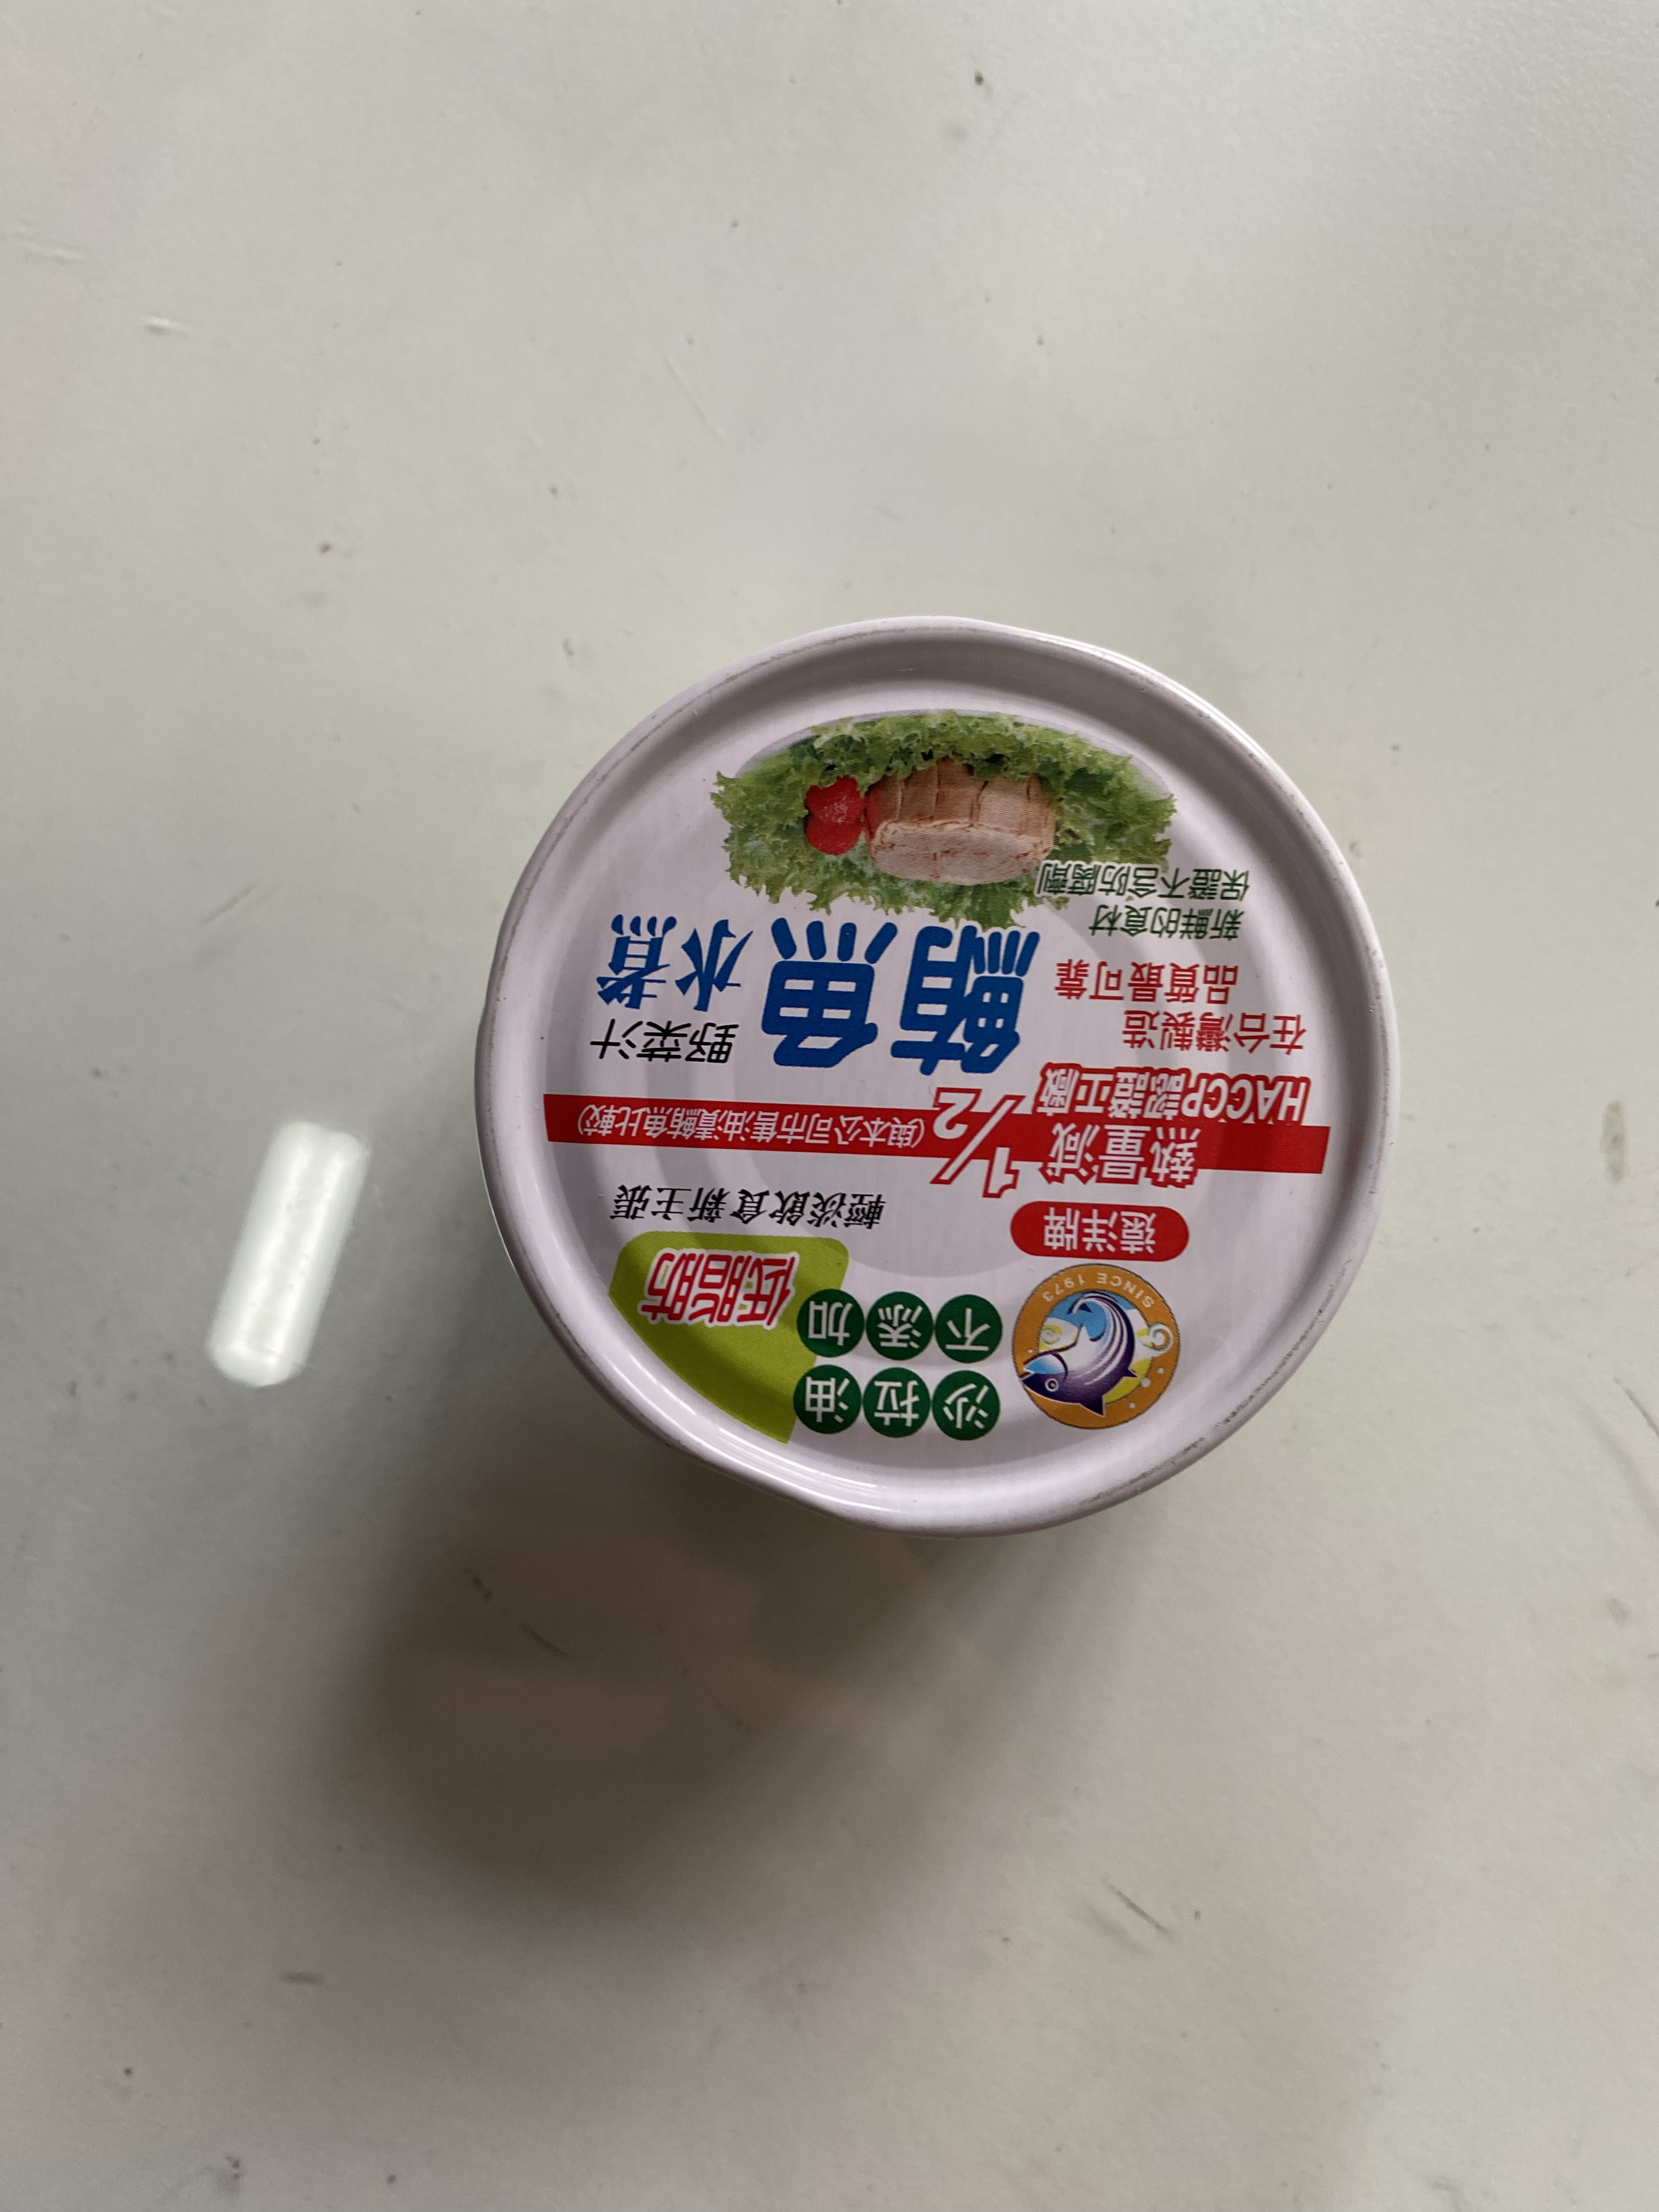 SINCE 1973
沙拉油
不添加
低脂肪
遠洋牌
輕淡飲食新主張
熱量減1/2(與本公司市售油漬鮪魚比較)
HACCP認證工廠
在台灣製造
品質最可靠
新鮮的食材
保證不含防腐劑
鮪魚
野菜汁
水煮